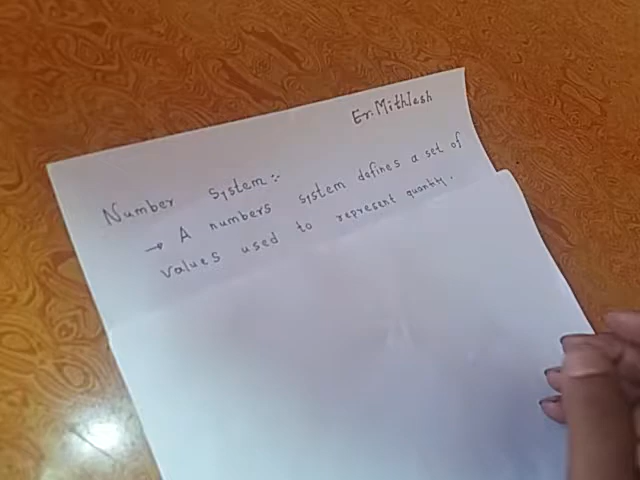 Er. Mithlesh
Number System :-
→ A numbers system defines a set of
values used to represent quantity.